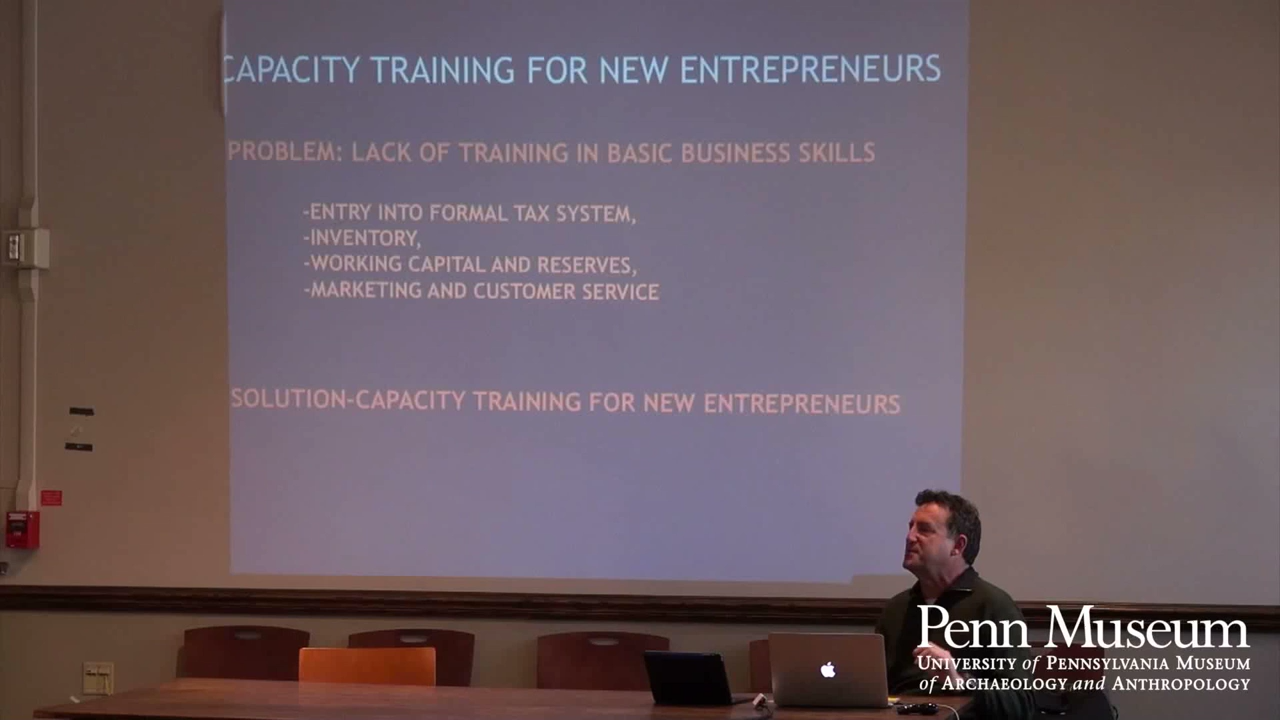 CAPACITY TRAINING FOR NEW ENTREPRENEURS
PROBLEM: LACK OF TRAINING IN BASIC BUSINESS SKILLS
-ENTRY INTO FORMAL TAX SYSTEM,
-INVENTORY,
-WORKING CAPITAL AND RESERVES,
-MARKETING AND CUSTOMER SERVICE
SOLUTION-CAPACITY TRAINING FOR NEW ENTREPRENEURS
Penn Museum
UNIVERSITY of PENNSYLVANIA MUSEUM
of ARCHAEOLOGY and ANTHROPOLOGY